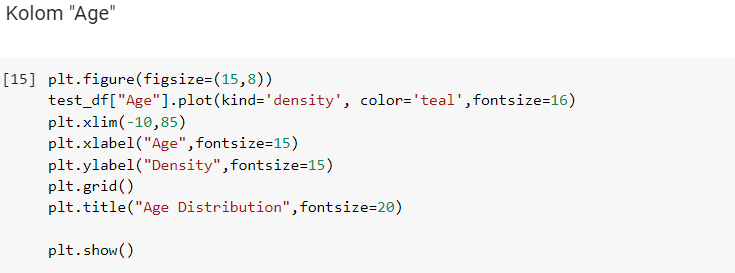 Kolom "Age"
[15] plt.figure(figsize=(15,8))
test_df["Age"].plot(kind='density', color='teal',fontsize=16)
plt.xlim(-10,85)
plt.xlabel("Age",fontsize=15)
plt.ylabel("Density",fontsize=15)
plt.grid()
plt.title("Age Distribution",fontsize=20)
plt.show()